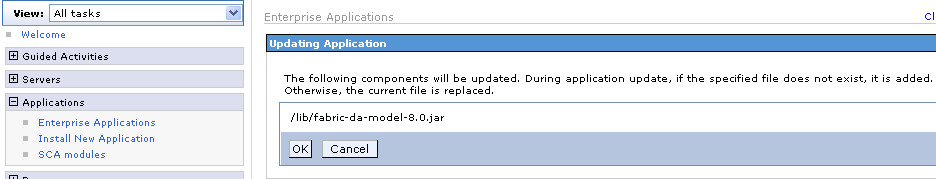 View: All tasks
Welcome
Guided Activities
Servers
Applications
Enterprise Applications
Install New Application
SCA modules
Enterprise Applications
Cl
Updating Application
The following components will be updated. During application update, if the specified file does not exist, it is added.
Otherwise, the current file is replaced.
/lib/fabric-da-model-8.0.jar
OK Cancel